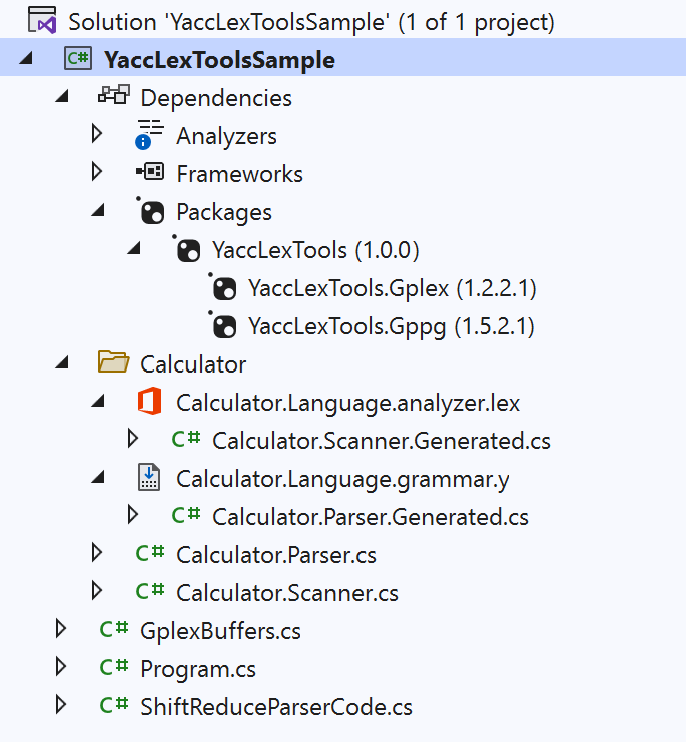 Solution 'YaccLexToolsSample' (1 of 1 project)
C# YaccLexToolsSample
Dependencies
Analyzers
Frameworks
Packages
YaccLexTools (1.0.0)
YaccLexTools.Gplex (1.2.2.1)
YaccLexTools.Gppg (1.5.2.1)
Calculator
Calculator.Language.analyzer.lex
C# Calculator.Scanner.Generated.cs
Calculator.Language.grammar.y
C# Calculator.Parser.Generated.cs
C# Calculator.Parser.cs
C# Calculator.Scanner.cs
C# GplexBuffers.cs
C# Program.cs
C# ShiftReduceParserCode.cs